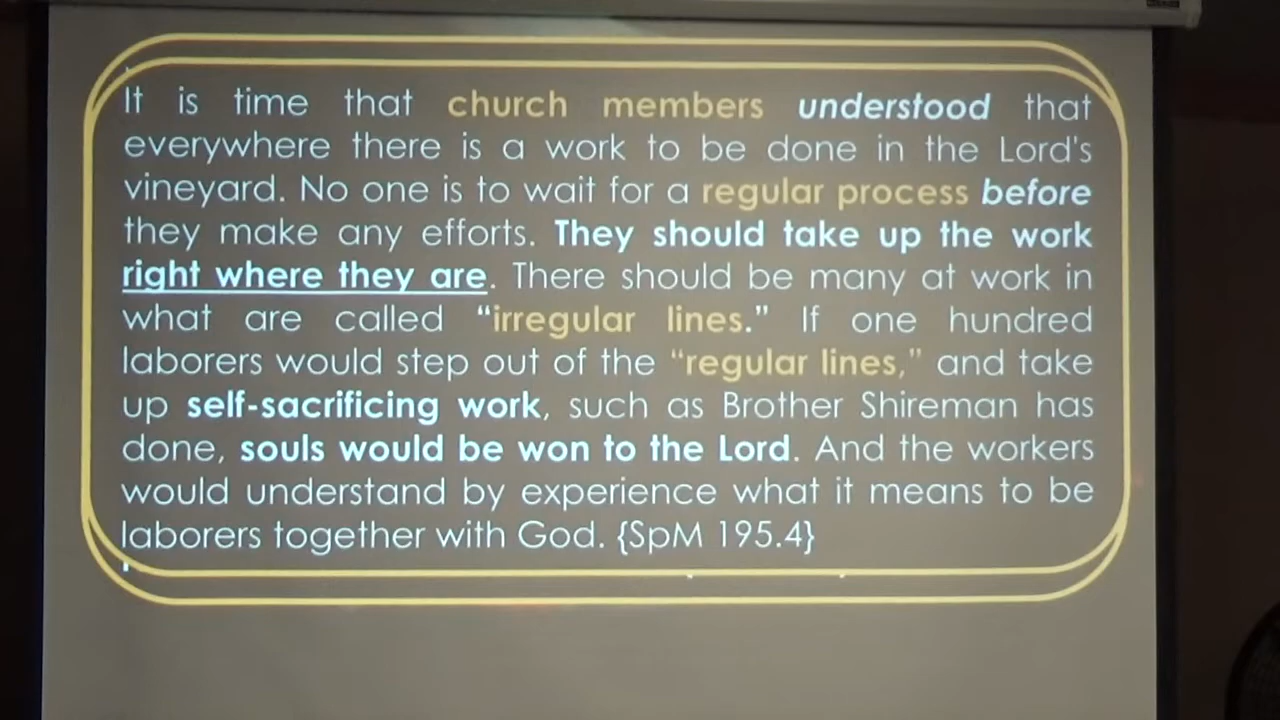 It is time that church members understood that
everywhere there is a work to be done in the Lord's
vineyard. No one is to wait for a regular process before
they make any efforts. They should take up the work
right where they are. There should be many at work in
what are called “irregular lines.” If one hundred
laborers would step out of the “regular lines,” and take
up self-sacrificing work, such as Brother Shireman has
done, souls would be won to the Lord. And the workers
would understand by experience what it means to be
laborers together with God. {SpM 195.4}